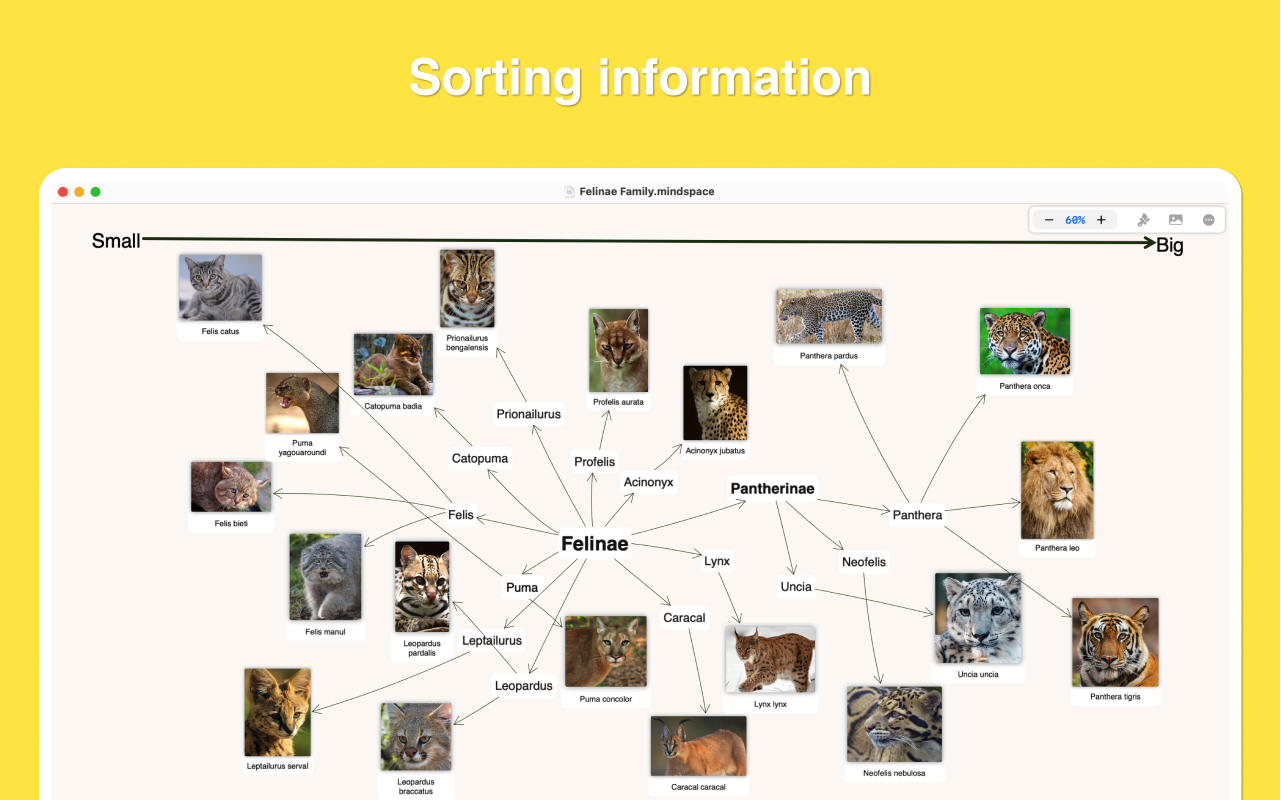 Sorting information
Felinae Family.mindspace
60%
Small
Big
Felis catus
Prionailurus
bengalensis
Catopuma badia
Profelis aurata
Panthera pardus
Panthera onca
Puma
yagouaroundi
Acinonyx jubatus
Prionailurus
Catopuma
Profelis
Acinonyx
Pantherinae
Panthera
Panthera leo
Felis bieti
Felis
Felinae
Lynx
Neofelis
Uncia
Puma
Caracal
Felis manul
Leopardus
pardalis
Leptailurus
Leopardus
Puma concolor
Lynx lynx
Uncia uncia
Panthera tigris
Leptailurus serval
Leopardus
braccatus
Caracal caracal
Neofelis nebulosa